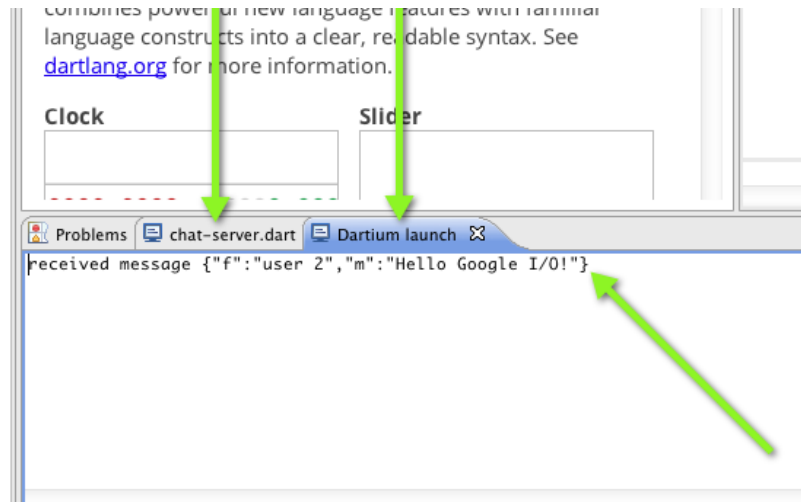 combines powerful new language features with familiar
language constructs into a clear, readable syntax. See
dartlang.org for more information.
Clock Slider
Problems chat-server.dart Dartium launch
received message {"f":"user 2","m":"Hello Google I/O!"}